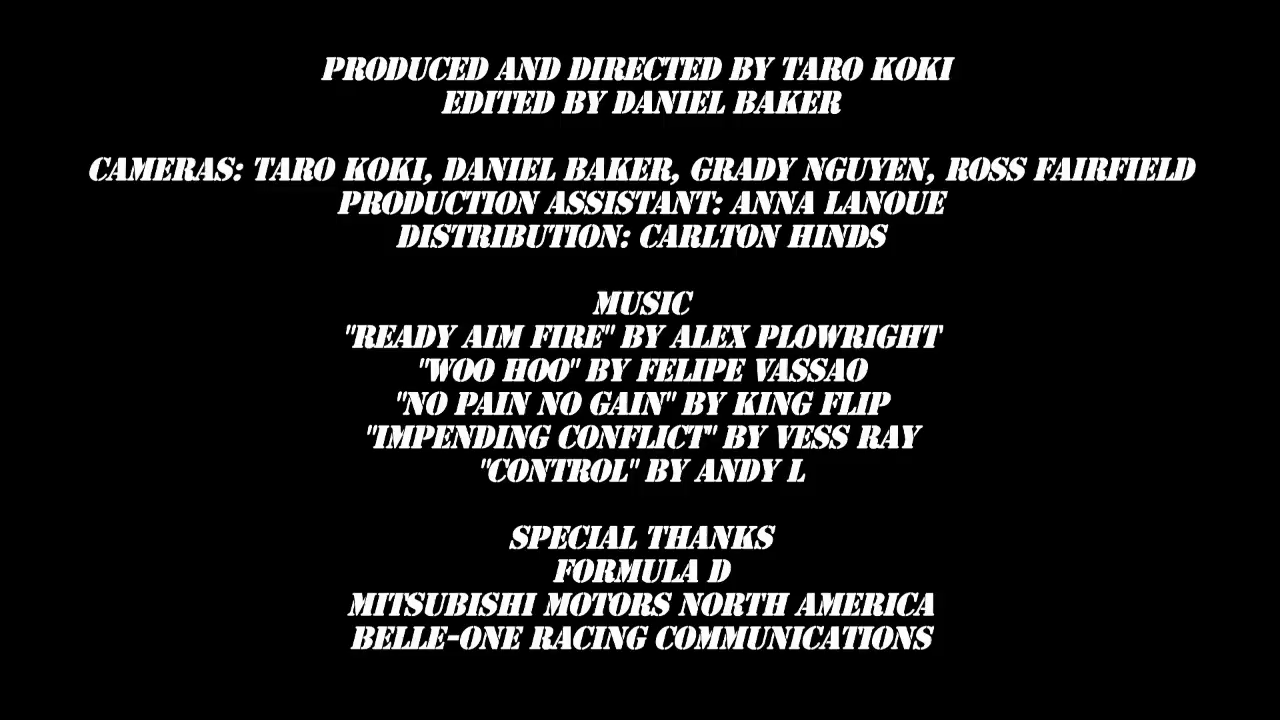 PRODUCED AND DIRECTED BY TARO KOKI
EDITED BY DANIEL BAKER
CAMERAS: TARO KOKI, DANIEL BAKER, GRADY NGUYEN, ROSS FAIRFIELD
PRODUCTION ASSISTANT: ANNA LANOUE
DISTRIBUTION: CARLTON HINDS
MUSIC
"READY AIM FIRE" BY ALEX PLOWRIGHT
"WOO HOO" BY FELIPE VASSAO
"NO PAIN NO GAIN" BY KING FLIP
"IMPENDING CONFLICT" BY VESS RAY
"CONTROL" BY ANDY L
SPECIAL THANKS
FORMULA D
MITSUBISHI MOTORS NORTH AMERICA
BELLE-ONE RACING COMMUNICATIONS